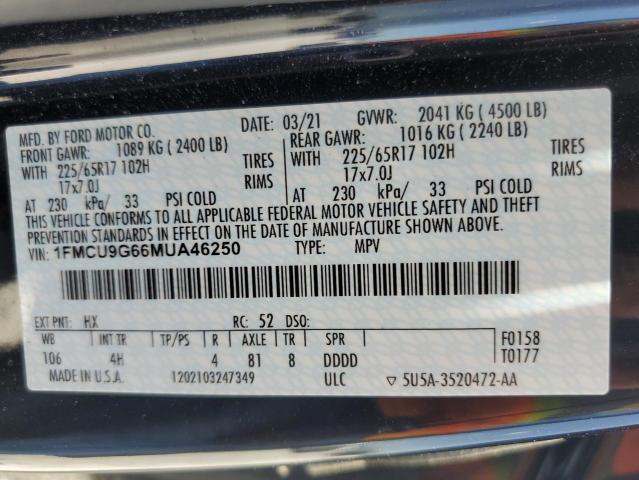 MFD. BY FORD MOTOR CO.
DATE: 03/21 GVWR: 2041 KG ( 4500 LB)
FRONT GAWR: 1089 KG ( 2400 LB) REAR GAWR: 1016 KG ( 2240 LB)
WITH 225/65R17 102H TIRES WITH 225/65R17 102H TIRES
17x7.0J RIMS 17x7.0J RIMS
AT 230 kPa/ 33 PSI COLD AT 230 kPa/ 33 PSI COLD
THIS VEHICLE CONFORMS TO ALL APPLICABLE FEDERAL MOTOR VEHICLE SAFETY AND THEFT
PREVENTION STANDARDS IN EFFECT ON THE DATE OF MANUFACTURE SHOWN ABOVE.
VIN: 1FMCU9G66MUA46250 TYPE: MPV
EXT PNT: HX RC: 52 DSO:
WB INT TR TP/PS R AXLE TR SPR F0158
106 4H 4 81 8 DDDD T0177
MADE IN U.S.A. 1202103247349 ULC ▽ 5U5A-3520472-AA